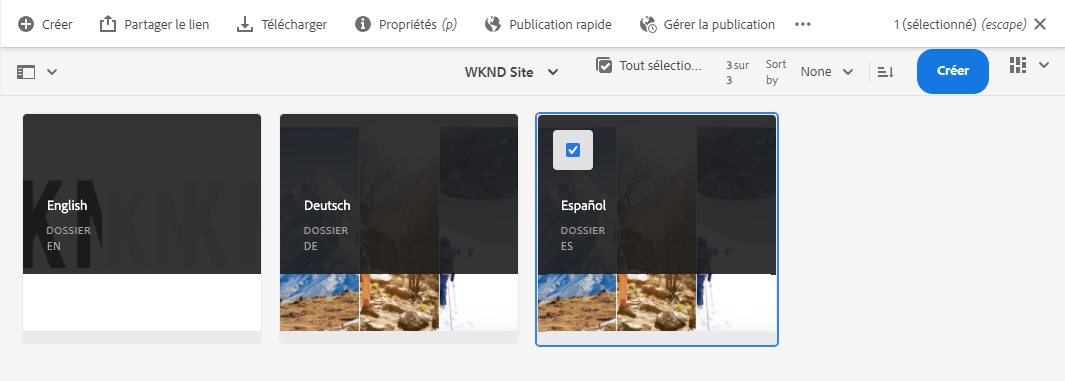 Créer Partager le lien Télécharger Propriétés (p) Publication rapide Gérer la publication ••• 1 (sélectionné) (escape)
WKND Site Tout sélectio... 3 sur 3 Sort by None Créer
English
DOSSIER
EN
Deutsch
DOSSIER
DE
Español
DOSSIER
ES